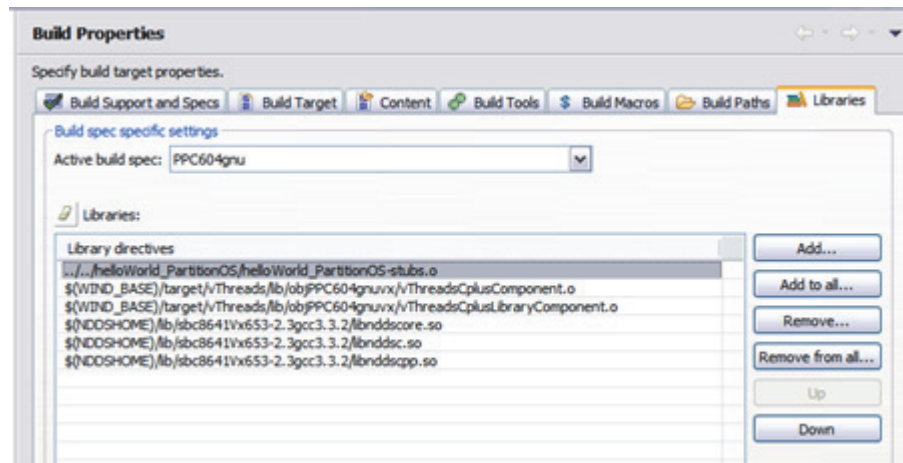 Build Properties
Specify build target properties.
Build Support and Specs Build Target Content Build Tools $ Build Macros Build Paths Libraries
Build spec specific settings
Active build spec: PPC604gnu
Libraries:
Library directives
../../helloWorld_PartitionOS/helloWorld_PartitionOS-stubs.o
$(WIND_BASE)/target/vThreads/lib/objPPC604gnuvx/vThreadsCplusComponent.o
$(WIND_BASE)/target/vThreads/lib/objPPC604gnuvx/vThreadsCplusLibraryComponent.o
$(NDDSHOME)/lib/sbc8641Vx653-2.3gcc3.3.2/libnddscore.so
$(NDDSHOME)/lib/sbc8641Vx653-2.3gcc3.3.2/libnddsc.so
$(NDDSHOME)/lib/sbc8641Vx653-2.3gcc3.3.2/libnddscpp.so
Add...
Add to all...
Remove...
Remove from all...
Up
Down